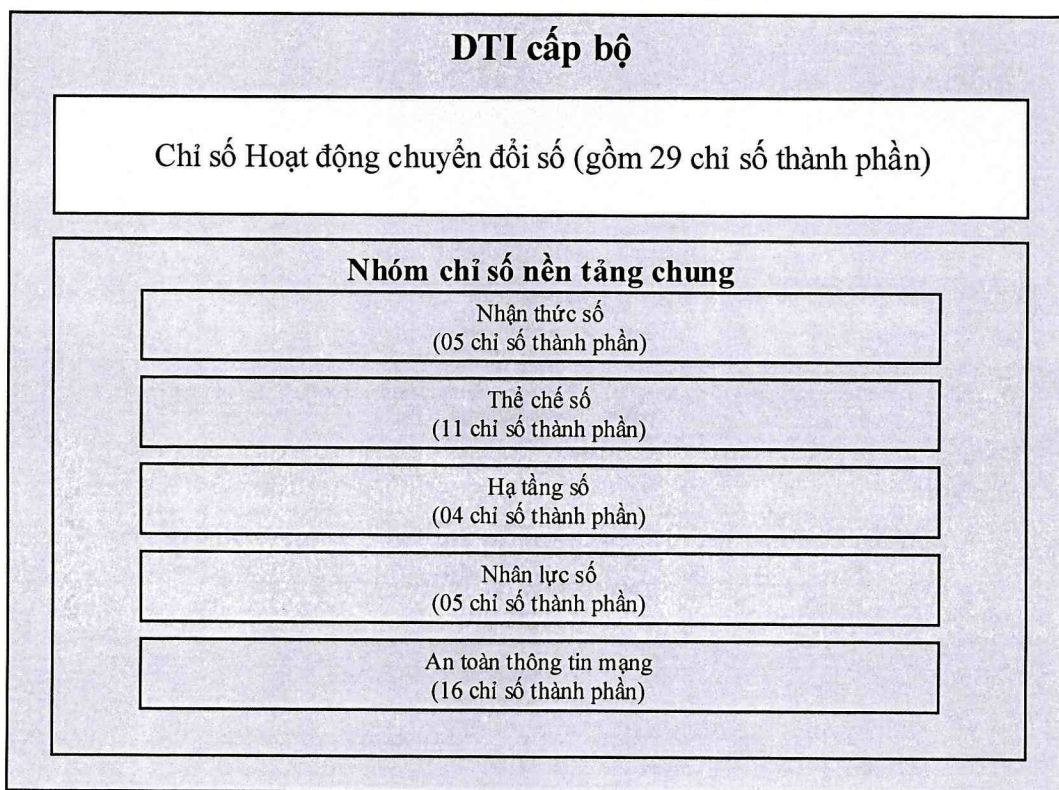 DTI cấp bộ
Chỉ số Hoạt động chuyển đổi số (gồm 29 chỉ số thành phần)
Nhóm chỉ số nền tảng chung
Nhận thức số
(05 chỉ số thành phần)
Thể chế số
(11 chỉ số thành phần)
Hạ tầng số
(04 chỉ số thành phần)
Nhân lực số
(05 chỉ số thành phần)
An toàn thông tin mạng
(16 chỉ số thành phần)